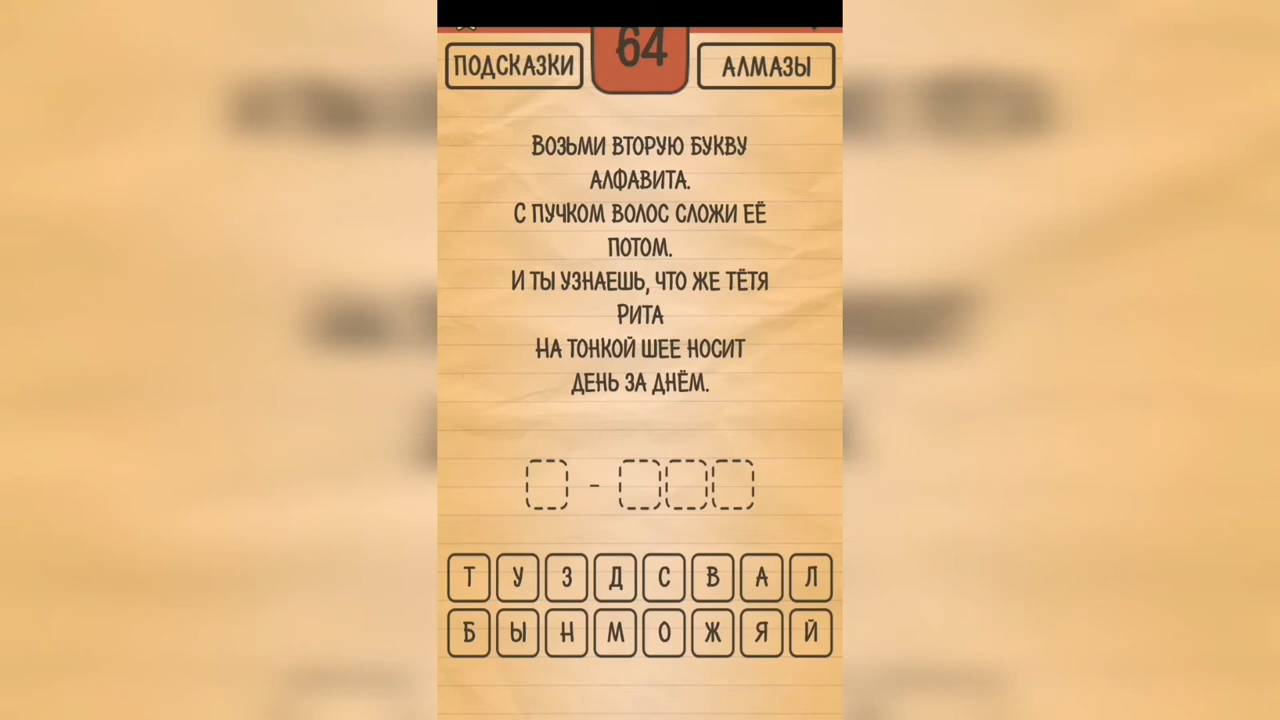 ПОДСКАЗКИ
64
АЛМАЗЫ
ВОЗЬМИ ВТОРУЮ БУКВУ
АЛФАВИТА.
С ПУЧКОМ ВОЛОС СЛОЖИ ЕЁ
ПОТОМ.
И ТЫ УЗНАЕШЬ, ЧТО ЖЕ ТЁТЯ
РИТА
НА ТОНКОЙ ШЕЕ НОСИТ
ДЕНЬ ЗА ДНЁМ.
-
Т У З Д С В А Л
Б Ы Н М О Ж Я Й